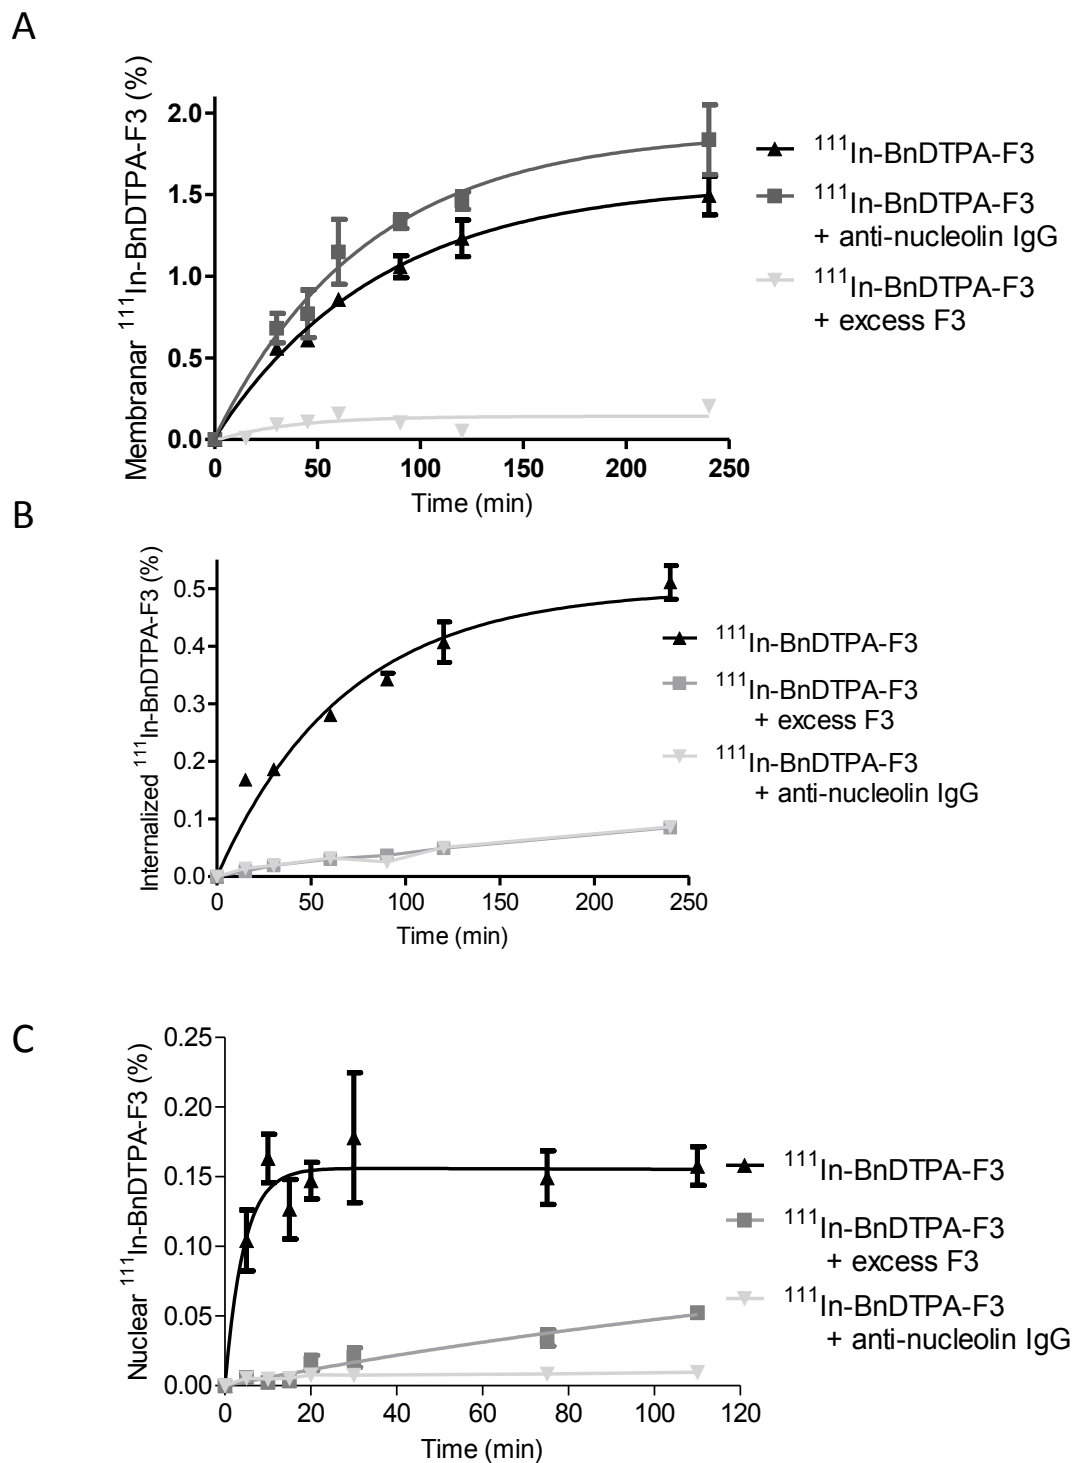 A
Membranar ¹¹¹In-BnDTPA-F3 (%)
2.0
1.5
1.0
0.5
0.0
0 50 100 150 200 250
Time (min)
¹¹¹In-BnDTPA-F3
¹¹¹In-BnDTPA-F3
+ anti-nucleolin IgG
¹¹¹In-BnDTPA-F3
+ excess F3
B
Internalized ¹¹¹In-BnDTPA-F3 (%)
0.5
0.4
0.3
0.2
0.1
0.0
0 50 100 150 200 250
Time (min)
¹¹¹In-BnDTPA-F3
¹¹¹In-BnDTPA-F3
+ excess F3
¹¹¹In-BnDTPA-F3
+ anti-nucleolin IgG
C
Nuclear ¹¹¹In-BnDTPA-F3 (%)
0.25
0.20
0.15
0.10
0.05
0.00
0 20 40 60 80 100 120
Time (min)
¹¹¹In-BnDTPA-F3
¹¹¹In-BnDTPA-F3
+ excess F3
¹¹¹In-BnDTPA-F3
+ anti-nucleolin IgG